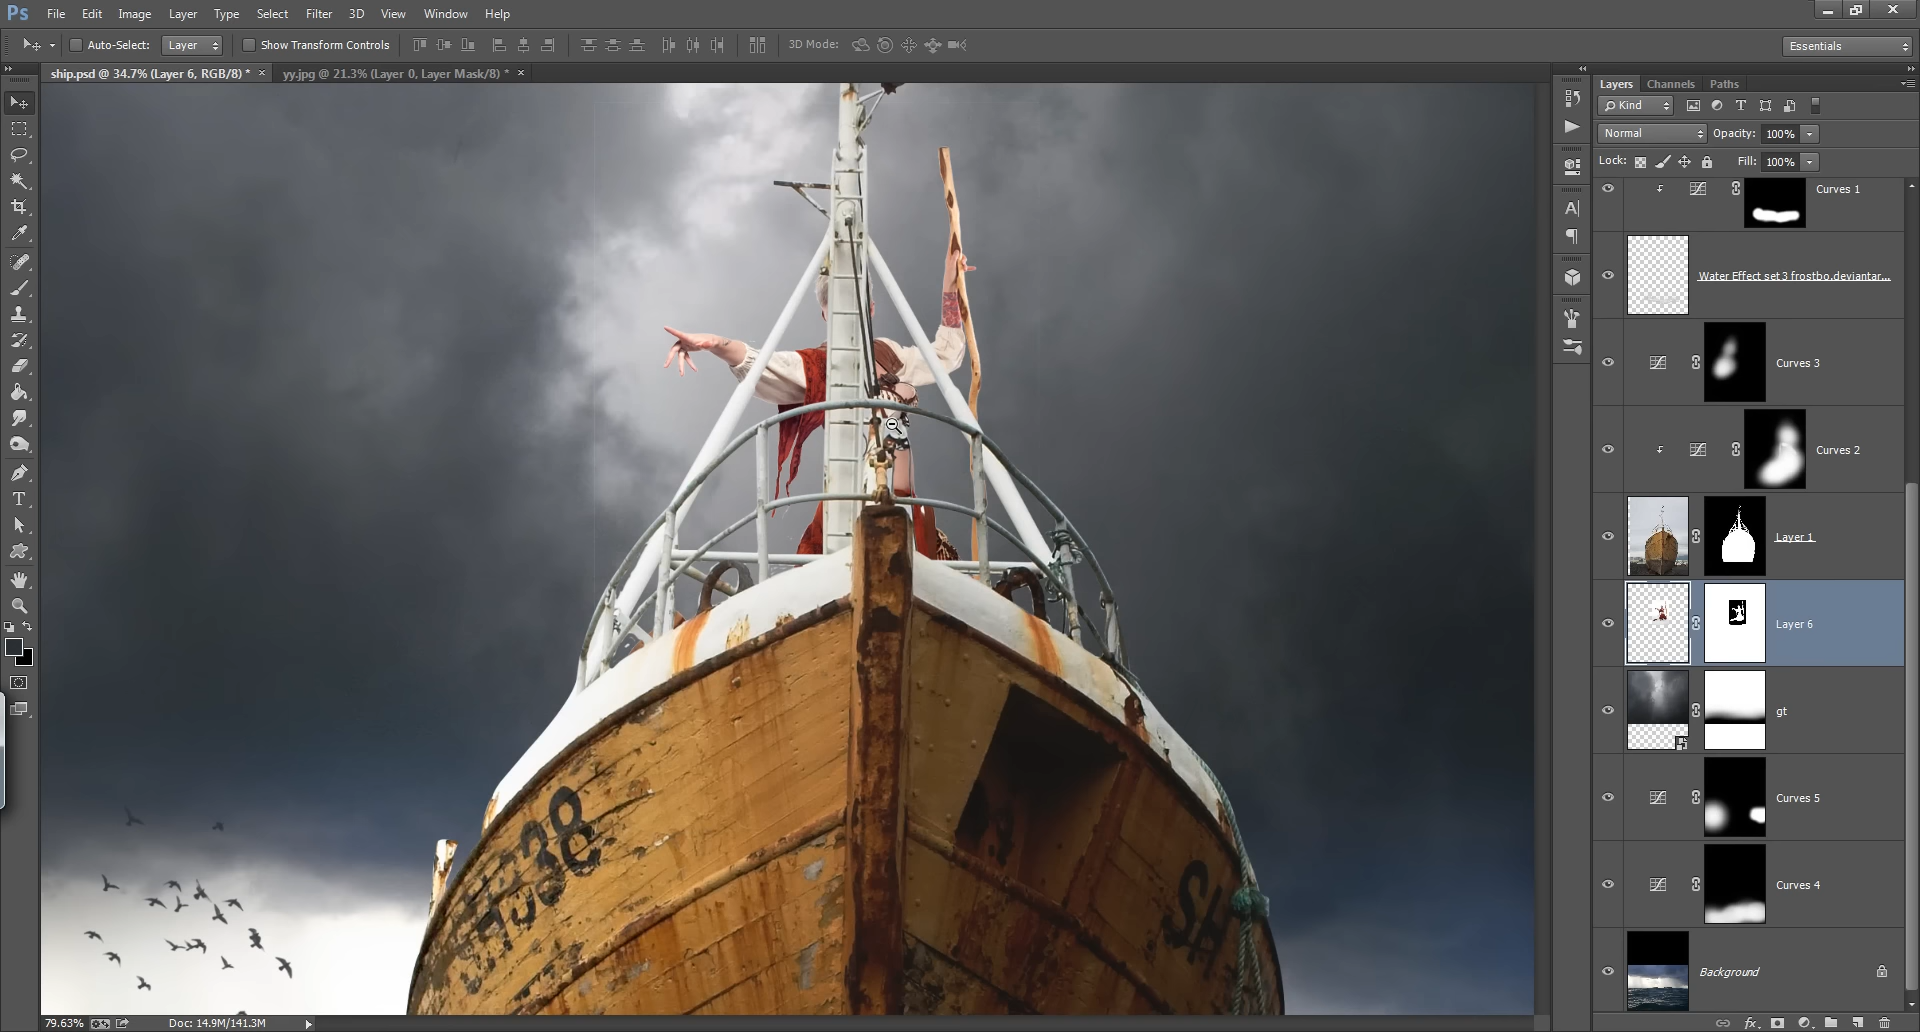 Ps File Edit Image Layer Type Select Filter 3D View Window Help
Auto-Select: Layer Show Transform Controls 3D Mode: Essentials
ship.psd @ 34.7% (Layer 6, RGB/8) * × yy.jpg @ 21.3% (Layer 0, Layer Mask/8) * ×
Layers Channels Paths
Kind
Normal Opacity: 100%
Lock: Fill: 100%
Curves 1
Water Effect set3 frostbo.deviantar...
Curves 3
Curves 2
Layer 1
Layer 6
gt
Curves 5
Curves 4
Background
38
SH
79.63% Doc: 14.9M/141.3M